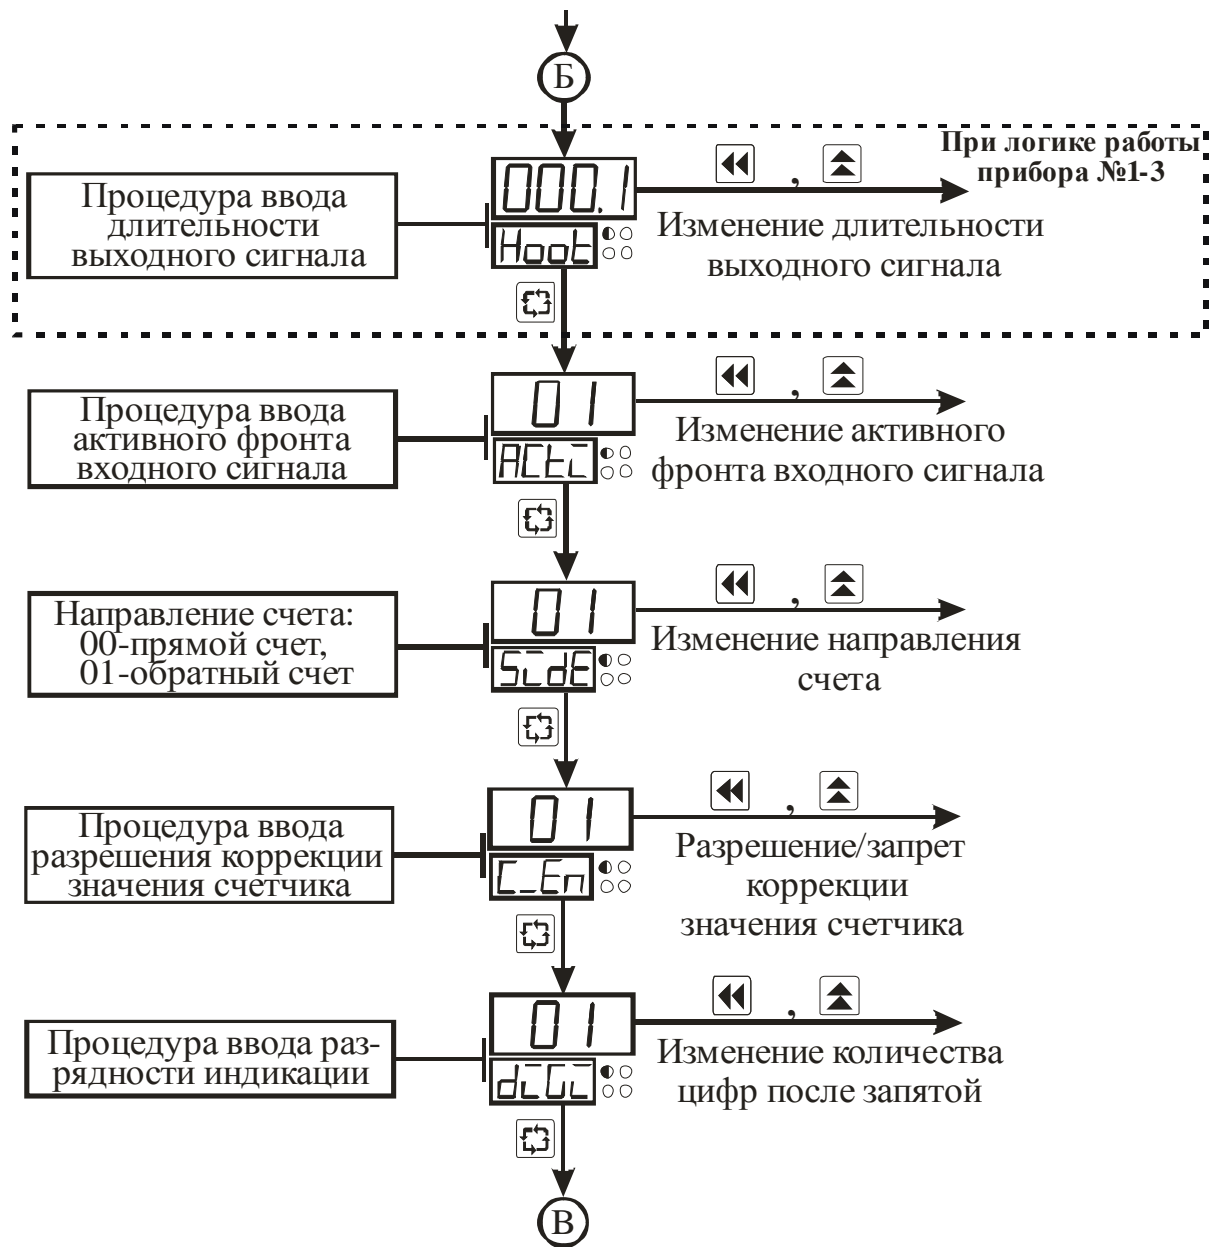 Б
При логике работы
прибора №1-3
Процедура ввода
длительности
выходного сигнала
000.1
Hoot
,
Изменение длительности
выходного сигнала
Процедура ввода
активного фронта
входного сигнала
01
ACti
,
Изменение активного
фронта входного сигнала
Направление счета:
00-прямой счет,
01-обратный счет
01
SidE
,
Изменение направления
счета
Процедура ввода
разрешения коррекции
значения счетчика
01
C_En
,
Разрешение/запрет
коррекции
значения счетчика
Процедура ввода раз-
рядности индикации
01
diGi
,
Изменение количества
цифр после запятой
В